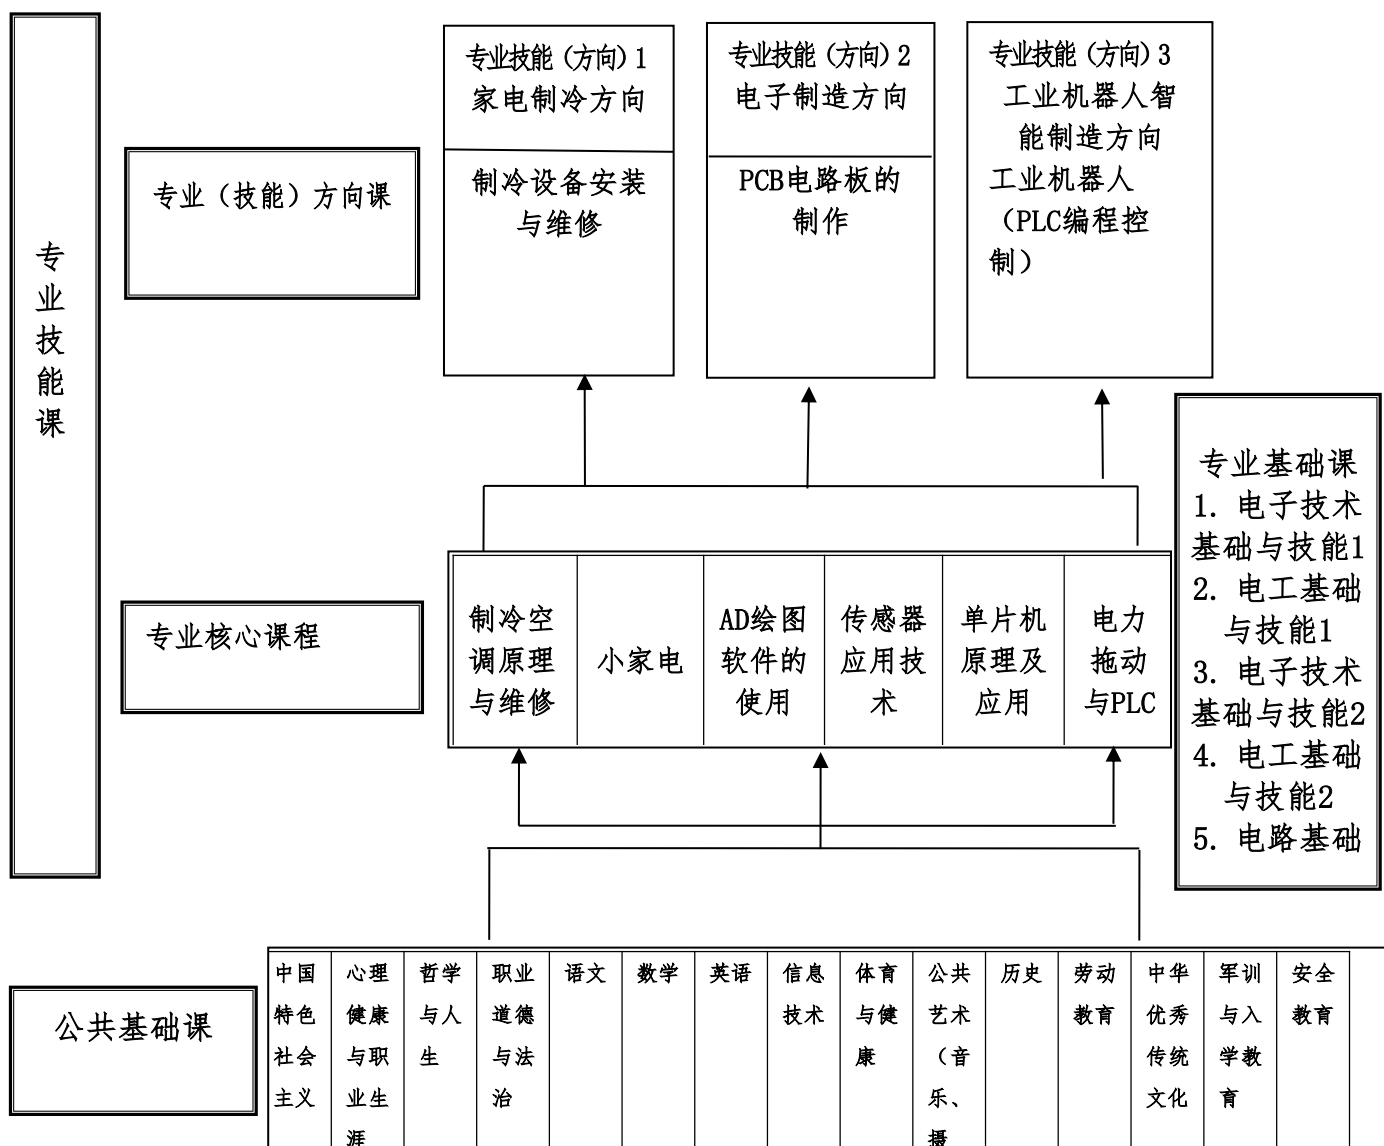 专
业
技
能
课
专业（技能）方向课
专业技能（方向）1
家电制冷方向
制冷设备安装
与维修
专业技能（方向）2
电子制造方向
PCB电路板的
制作
专业技能（方向）3
工业机器人智
能制造方向
工业机器人
（PLC编程控
制）
专业基础课
1. 电子技术
基础与技能1
2. 电工基础
与技能1
3. 电子技术
基础与技能2
4. 电工基础
与技能2
5. 电路基础
专业核心课程
制冷空
调原理
与维修
小家电
AD绘图
软件的
使用
传感器
应用技
术
单片机
原理及
应用
电力
拖动
与PLC
公共基础课
中国
特色
社会
主义
心理
健康
与职
业生
涯
哲学
与人
生
职业
道德
与法
治
语文
数学
英语
信息
技术
体育
与健
康
公共
艺术
（音
乐、
摄
历史
劳动
教育
中华
优秀
传统
文化
军训
与入
学教
育
安全
教育